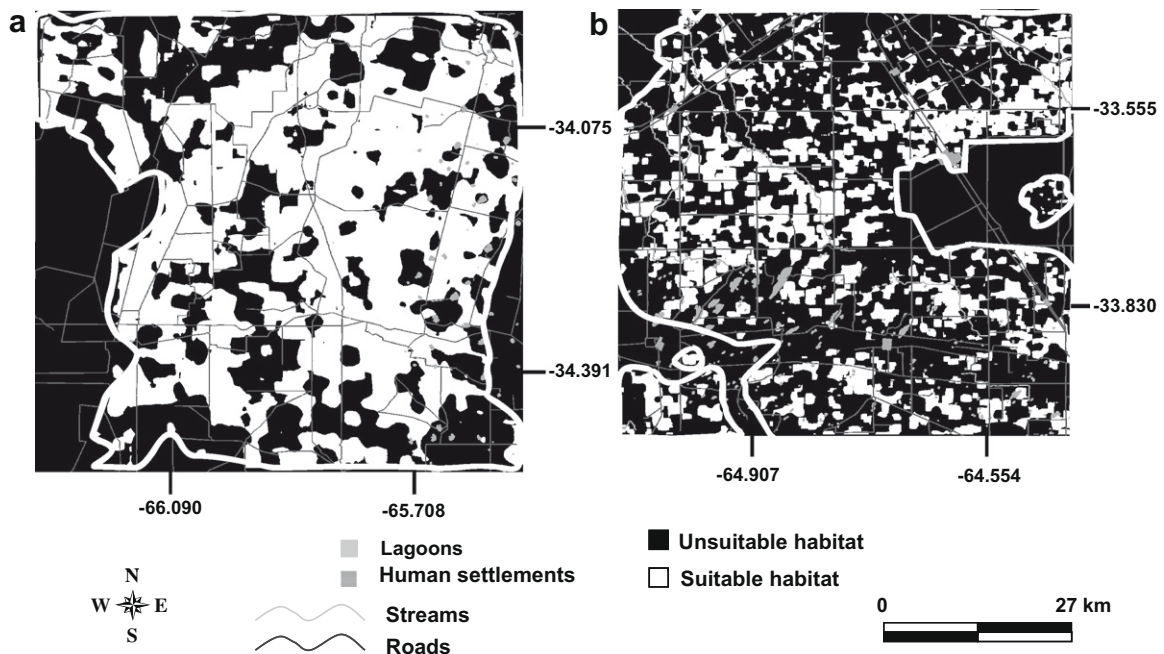 a
b
-34.075
-34.391
-66.090
-65.708
-33.555
-33.830
-64.907
-64.554
N
W E
S
Lagoons
Human settlements
Streams
Roads
Unsuitable habitat
Suitable habitat
0 27 km